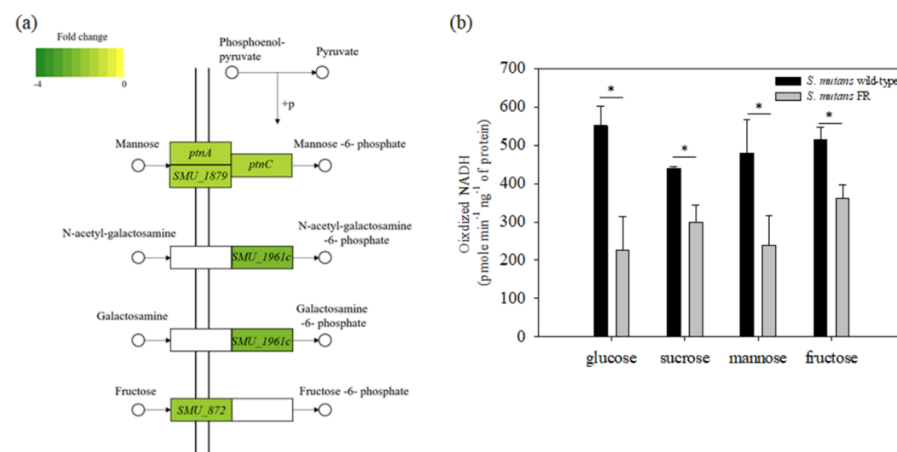 (a)
Fold change
-4
0
Phosphoenol-
pyruvate
Pyruvate
+p
Mannose
ptnA
SMU_1879
ptnC
Mannose -6- phosphate
N-acetyl-galactosamine
SMU_1961c
N-acetyl-galactosamine
-6- phosphate
Galactosamine
SMU_1961c
Galactosamine
-6- phosphate
Fructose
SMU_872
Fructose -6- phosphate
(b)
Oixdized NADH
(pmole min⁻¹ ng⁻¹ of protein)
700
600
500
400
300
200
100
0
S. mutans wild-type
S. mutans FR
*
*
*
*
glucose
sucrose
mannose
fructose